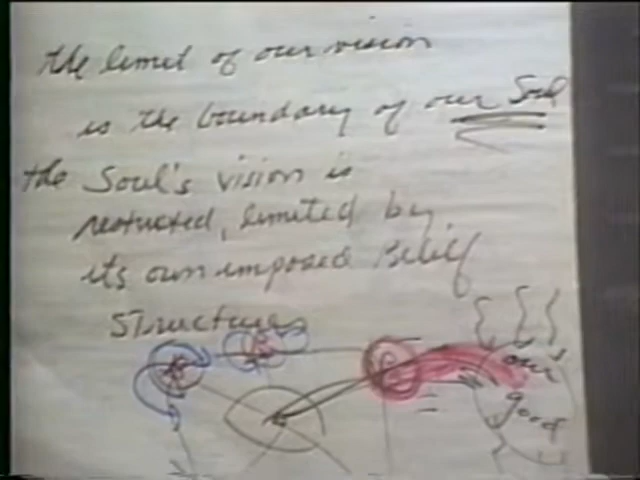 the limit of our vision
is the boundary of our Soul
the Soul's vision is
restricted, limited by
its own imposed Belief
Structures
our
good